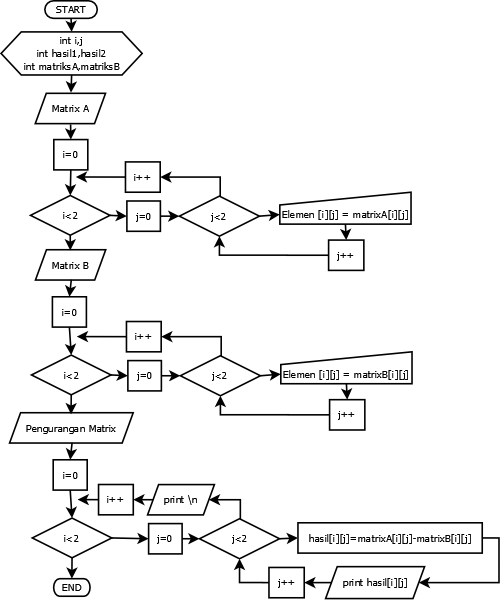 START
int i,j
int hasil1,hasil2
int matriksA,matriksB
Matrix A
i=0
i++
i<2
j=0
j<2
Elemen [i][j] = matrixA[i][j]
j++
Matrix B
i=0
i++
i<2
j=0
j<2
Elemen [i][j] = matrixB[i][j]
j++
Pengurangan Matrix
i=0
i++
print \n
i<2
j=0
j<2
hasil[i][j]=matrixA[i][j]-matrixB[i][j]
j++
print hasil[i][j]
END